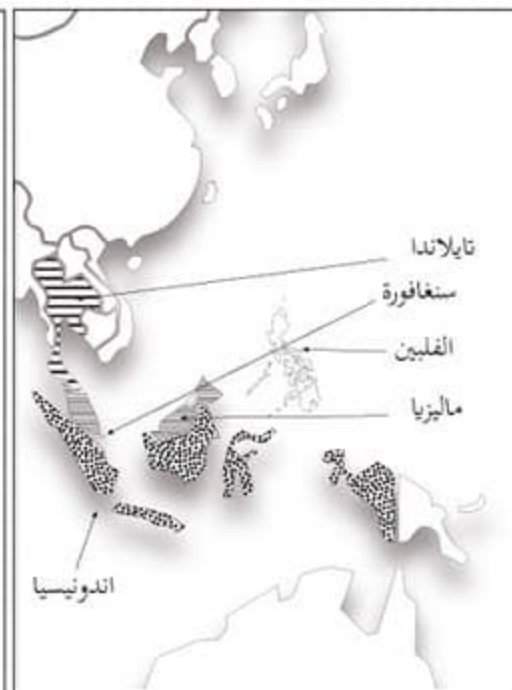 تايلاندا
سنغافورة
الفلبين
ماليزيا
اندونيسيا